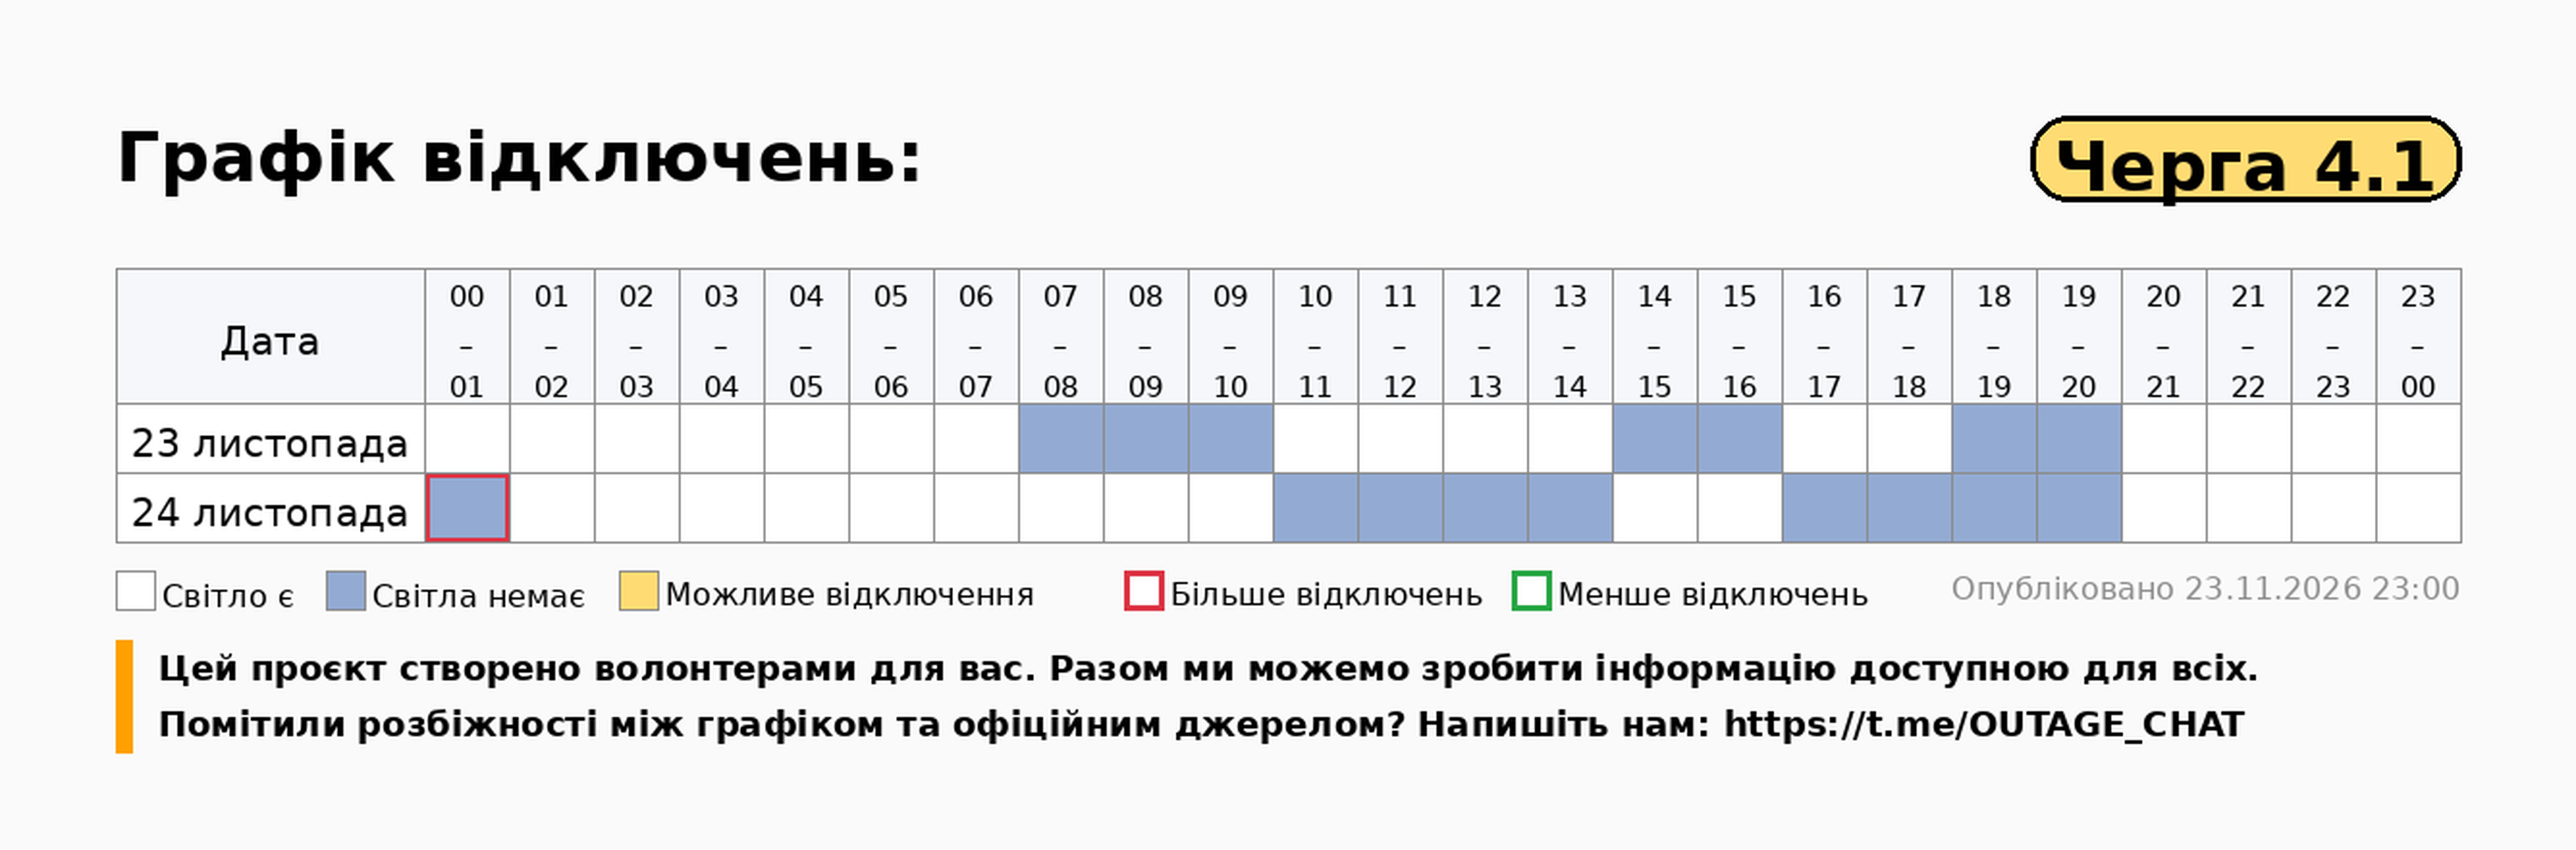 Графік відключень:
Черга 4.1
Дата
00 – 01
01 – 02
02 – 03
03 – 04
04 – 05
05 – 06
06 – 07
07 – 08
08 – 09
09 – 10
10 – 11
11 – 12
12 – 13
13 – 14
14 – 15
15 – 16
16 – 17
17 – 18
18 – 19
19 – 20
20 – 21
21 – 22
22 – 23
23 – 00
23 листопада
24 листопада
Світло є
Світла немає
Можливе відключення
Більше відключень
Менше відключень
Опубліковано 23.11.2026 23:00
Цей проєкт створено волонтерами для вас. Разом ми можемо зробити інформацію доступною для всіх.
Помітили розбіжності між графіком та офіційним джерелом? Напишіть нам: https://t.me/OUTAGE_CHAT